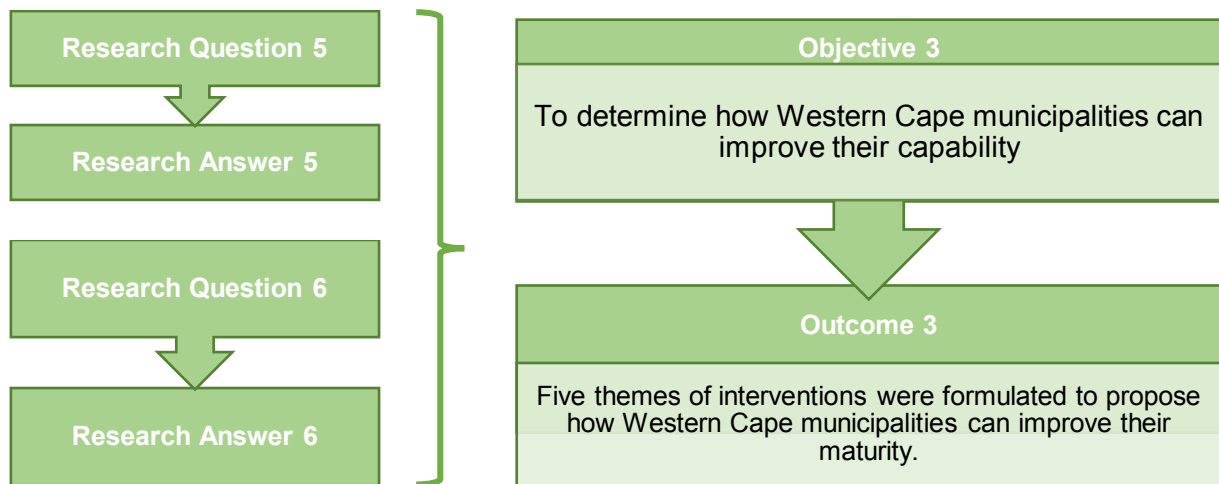 Research Question 5
Research Answer 5
Research Question 6
Research Answer 6
Objective 3
To determine how Western Cape municipalities can
improve their capability
Outcome 3
Five themes of interventions were formulated to propose
how Western Cape municipalities can improve their
maturity.